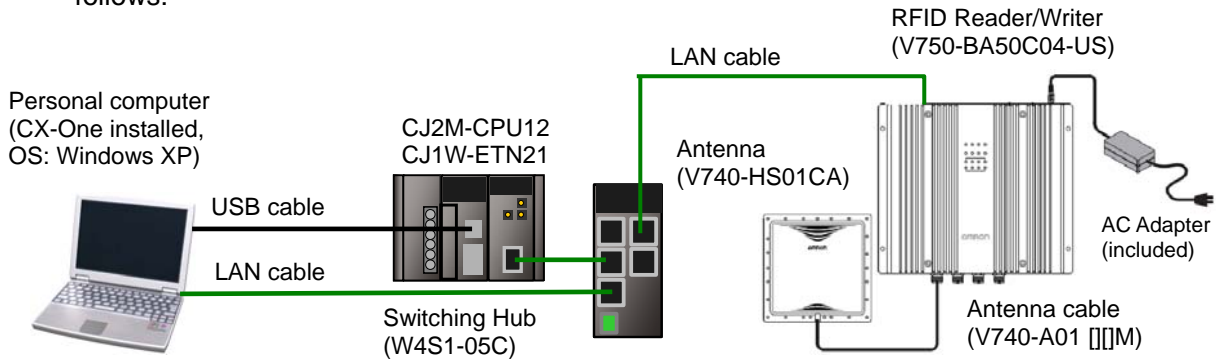 follows:
RFID Reader/Writer
(V750-BA50C04-US)
LAN cable
Personal computer
(CX-One installed,
OS: Windows XP)
CJ2M-CPU12
CJ1W-ETN21
Antenna
(V740-HS01CA)
USB cable
LAN cable
AC Adapter
(included)
Switching Hub
(W4S1-05C)
Antenna cable
(V740-A01 [][]M)
omron
omron